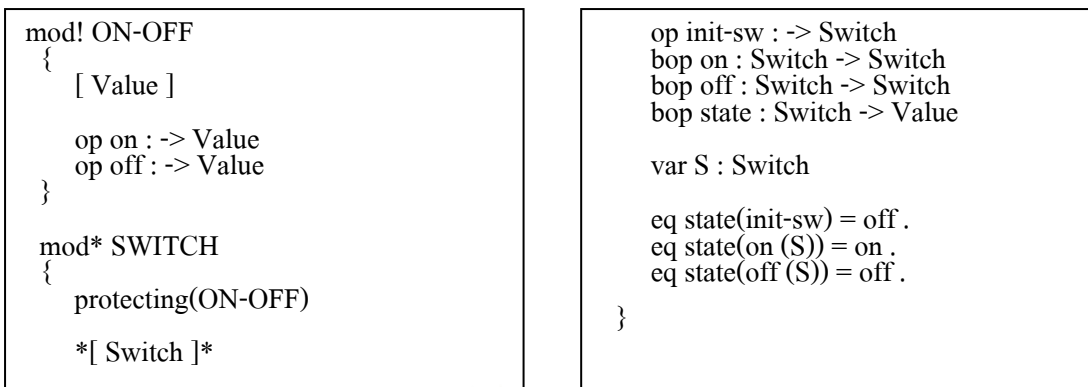 mod! ON-OFF
{
[ Value ]
op on : -> Value
op off : -> Value
}
mod* SWITCH
{
protecting(ON-OFF)
*[ Switch ]*
op init-sw : -> Switch
bop on : Switch -> Switch
bop off : Switch -> Switch
bop state : Switch -> Value
var S : Switch
eq state(init-sw) = off .
eq state(on (S)) = on .
eq state(off (S)) = off .
}